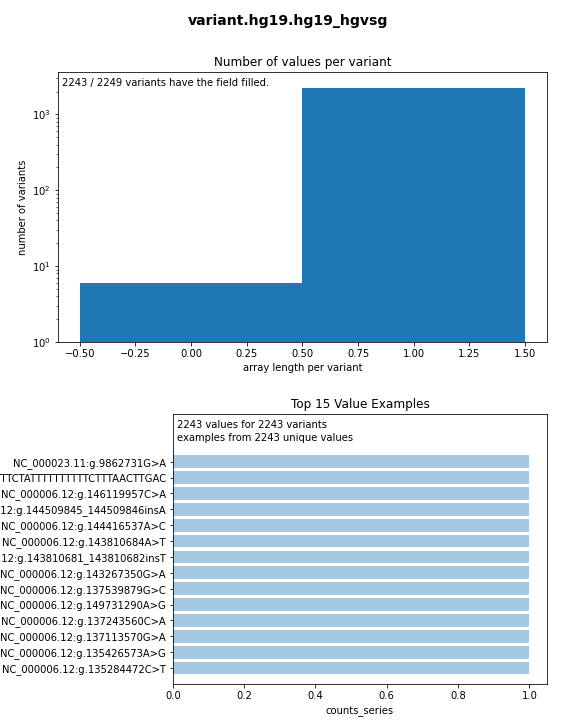 variant.hg19.hg19_hgvsg
Number of values per variant
2243 / 2249 variants have the field filled.
number of variants
10³
10²
10¹
10⁰
−0.50 −0.25 0.00 0.25 0.50 0.75 1.00 1.25 1.50
array length per variant
Top 15 Value Examples
2243 values for 2243 variants
examples from 2243 unique values
NC_000023.11:g.9862731G>A
NC_000006.12:g.146119957C>A
12:g.144509845_144509846insA
NC_000006.12:g.144416537A>C
NC_000006.12:g.143810684A>T
12:g.143810681_143810682insT
NC_000006.12:g.143267350G>A
NC_000006.12:g.137539879G>C
NC_000006.12:g.149731290A>G
NC_000006.12:g.137243560C>A
NC_000006.12:g.137113570G>A
NC_000006.12:g.135426573A>G
NC_000006.12:g.135284472C>T
0.0 0.2 0.4 0.6 0.8 1.0
counts_series